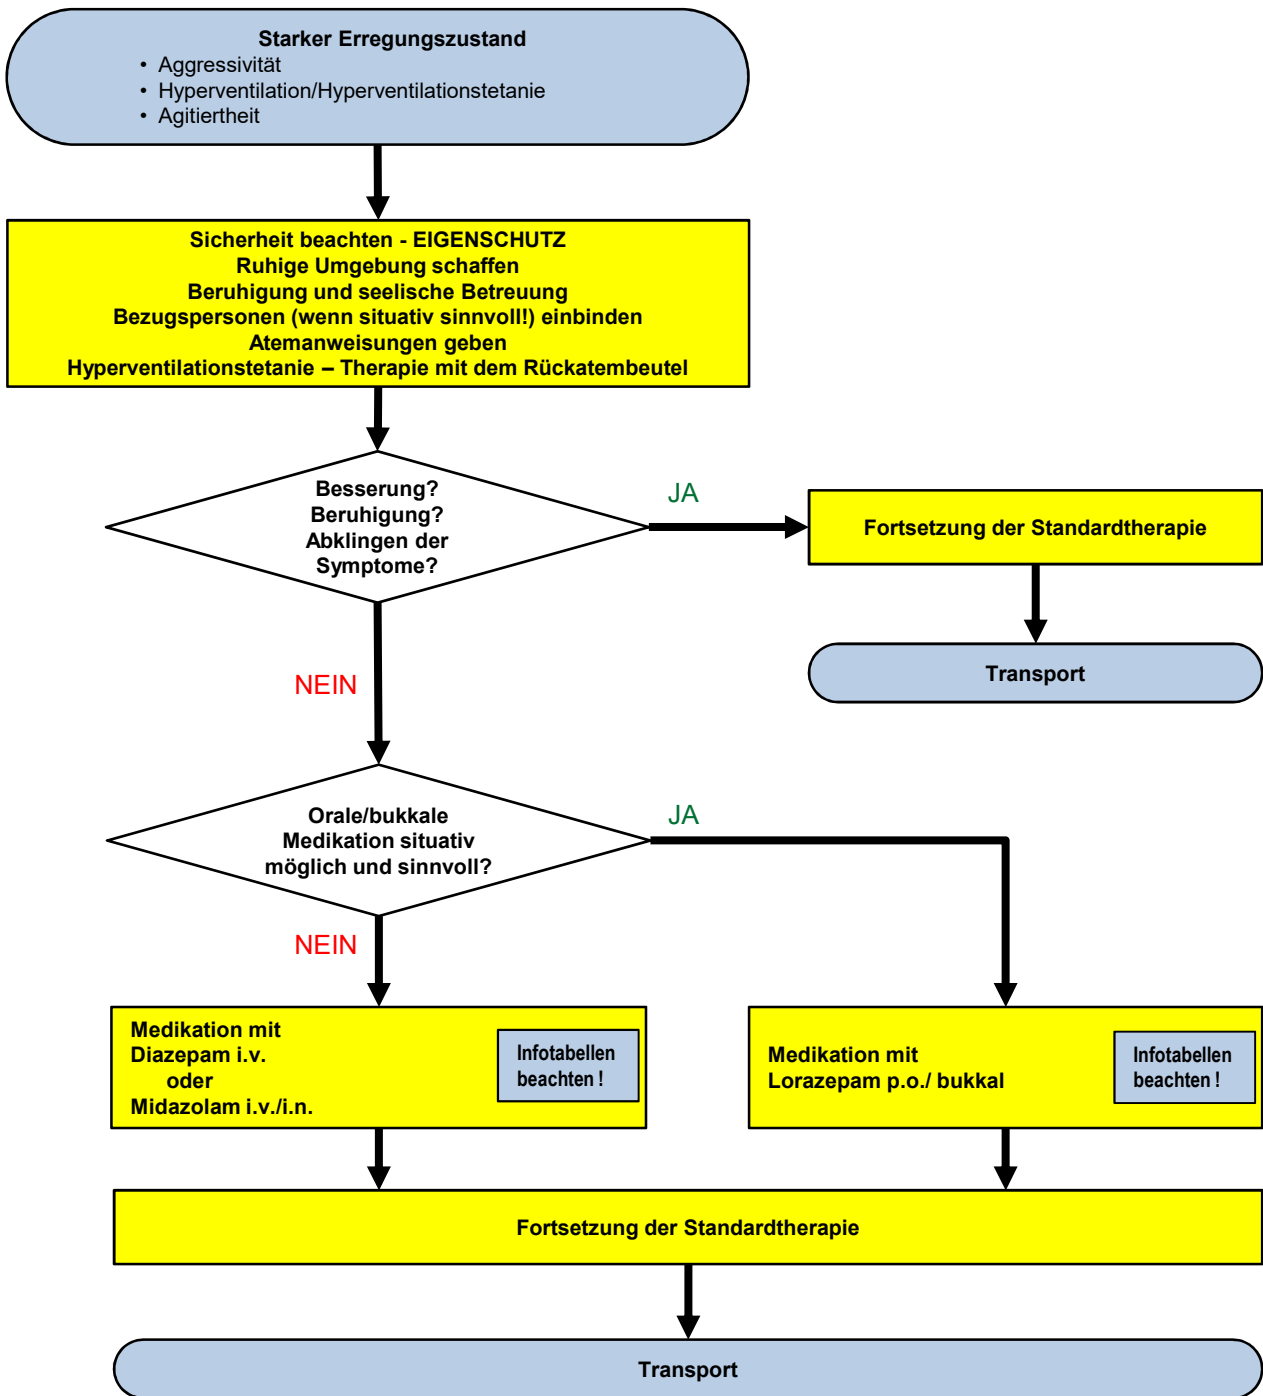 Starker Erregungszustand
• Aggressivität
• Hyperventilation/Hyperventilationstetanie
• Agitiertheit
Sicherheit beachten - EIGENSCHUTZ
Ruhige Umgebung schaffen
Beruhigung und seelische Betreuung
Bezugspersonen (wenn situativ sinnvoll!) einbinden
Atemanweisungen geben
Hyperventilationstetanie – Therapie mit dem Rückatembeutel
Besserung?
Beruhigung?
Abklingen der
Symptome?
JA
Fortsetzung der Standardtherapie
Transport
NEIN
Orale/bukkale
Medikation situativ
möglich und sinnvoll?
JA
NEIN
Medikation mit
Diazepam i.v.
oder
Midazolam i.v./i.n.
Infotabellen
beachten !
Medikation mit
Lorazepam p.o./ bukkal
Infotabellen
beachten !
Fortsetzung der Standardtherapie
Transport